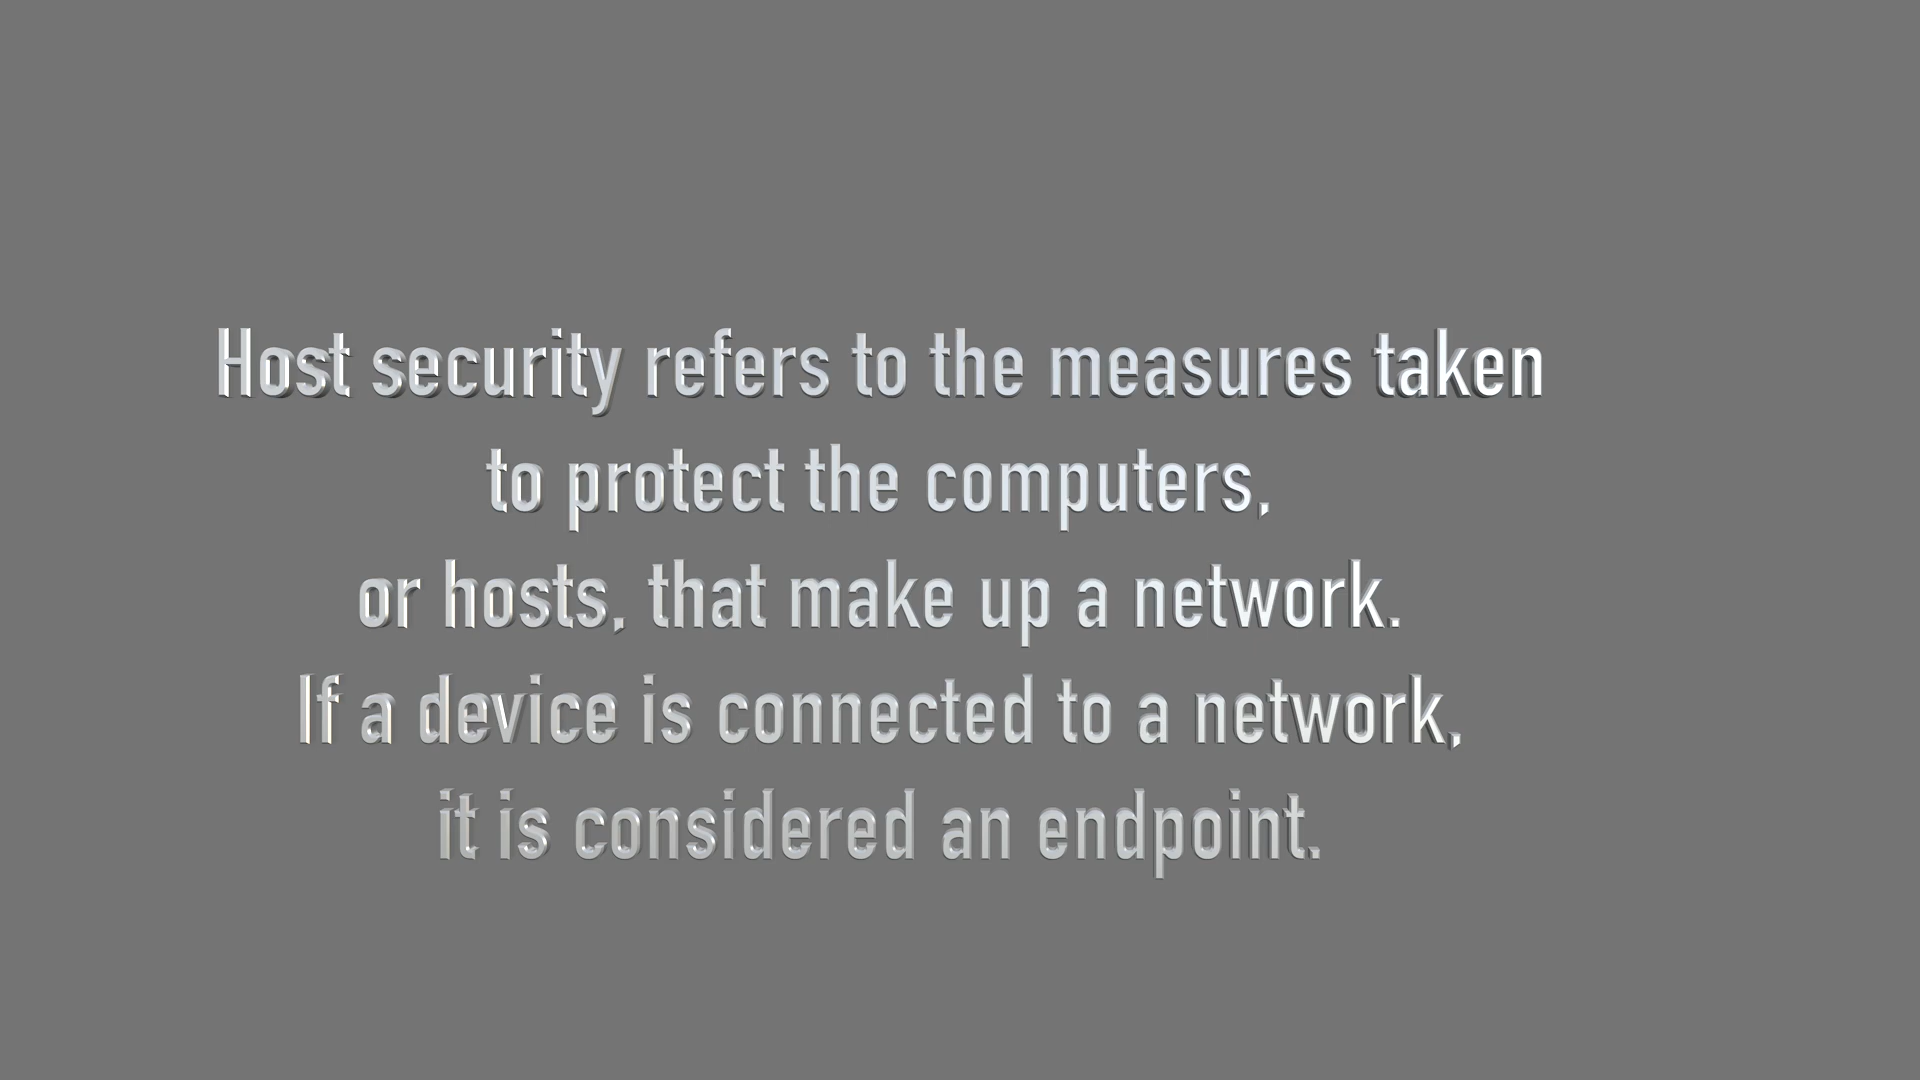 Host security refers to the measures taken
to protect the computers,
or hosts, that make up a network.
If a device is connected to a network,
it is considered an endpoint.